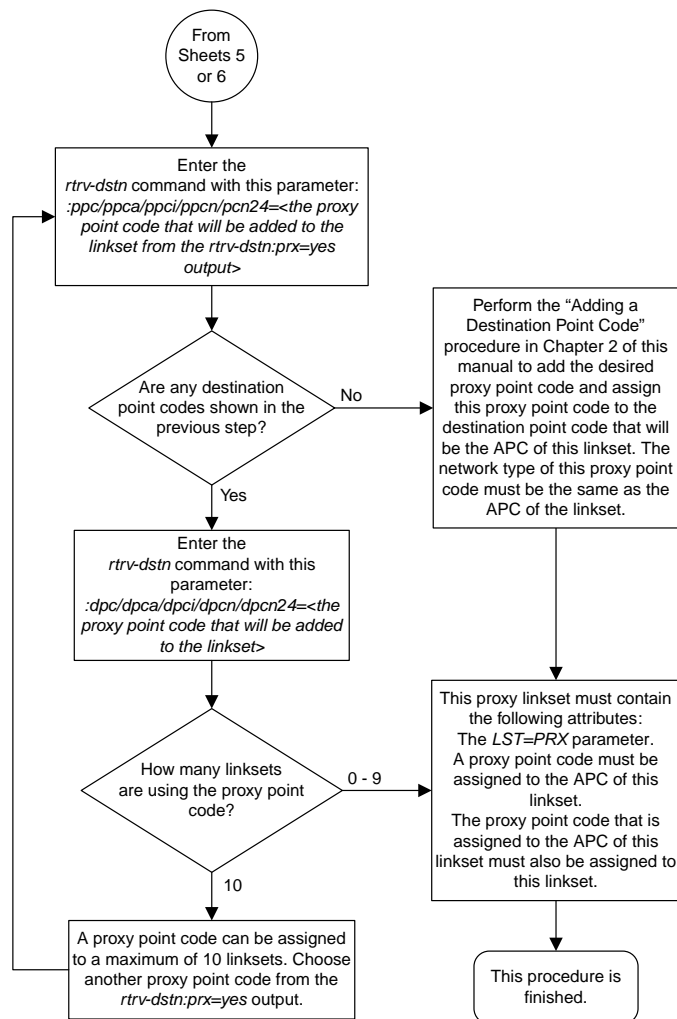 From
Sheets 5
or 6
Enter the
rtrv-dstn command with this parameter:
:ppc/ppca/ppci/ppcn/pcn24=<the proxy
point code that will be added to the
linkset from the rtrv-dstn:prx=yes
output>
Are any destination
point codes shown in the
previous step?
No
Perform the “Adding a
Destination Point Code”
procedure in Chapter 2 of this
manual to add the desired
proxy point code and assign
this proxy point code to the
destination point code that will
be the APC of this linkset. The
network type of this proxy point
code must be the same as the
APC of the linkset.
Yes
Enter the
rtrv-dstn command with this
parameter:
:dpc/dpca/dpci/dpcn/dpcn24=<the
proxy point code that will be added
to the linkset>
How many linksets
are using the proxy point
code?
0 - 9
This proxy linkset must contain
the following attributes:
The LST=PRX parameter.
A proxy point code must be
assigned to the APC of this
linkset.
The proxy point code that is
assigned to the APC of this
linkset must also be assigned to
this linkset.
10
A proxy point code can be assigned
to a maximum of 10 linksets. Choose
another proxy point code from the
rtrv-dstn:prx=yes output.
This procedure is
finished.